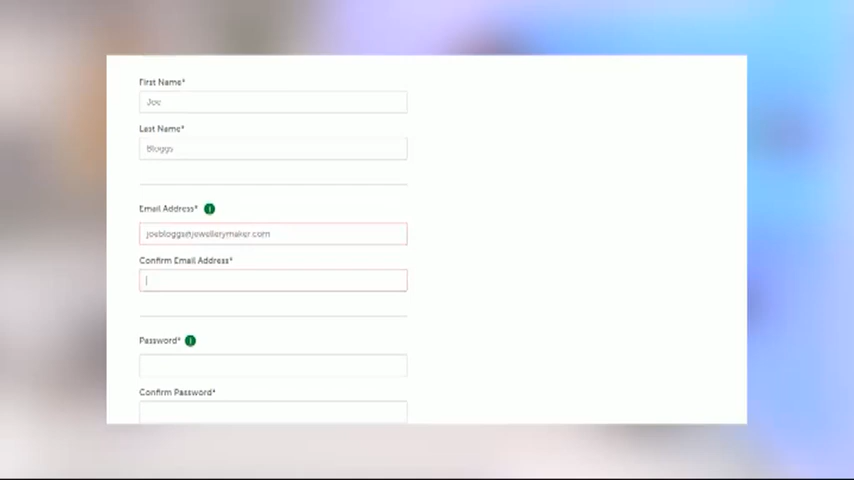 First Name*
Joe
Last Name*
Bloggs
Email Address*
joebloggs@jewellerymaker.com
Confirm Email Address*
Password*
Confirm Password*